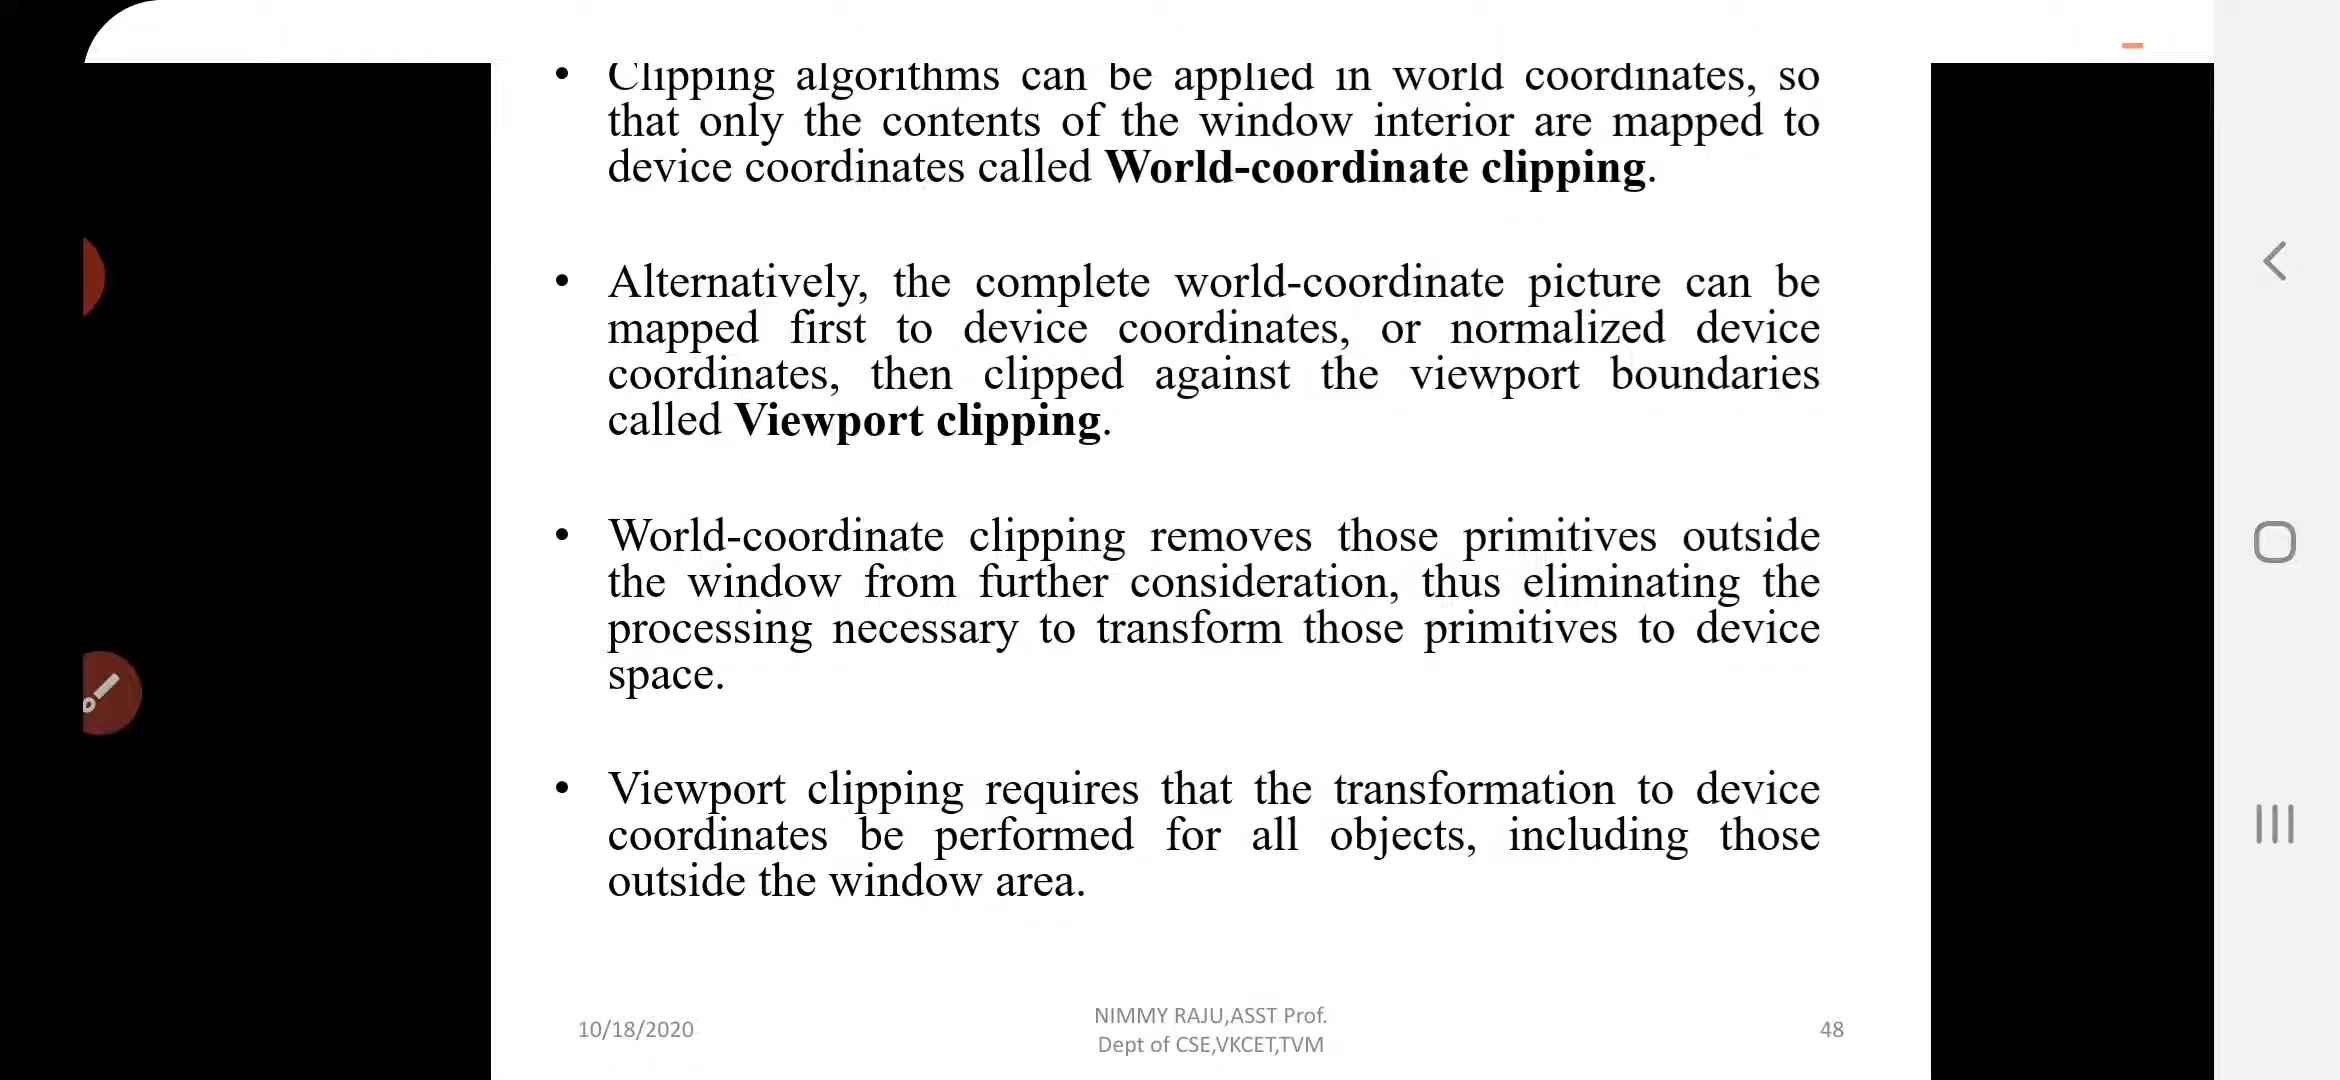 • Clipping algorithms can be applied in world coordinates, so
that only the contents of the window interior are mapped to
device coordinates called World-coordinate clipping.
• Alternatively, the complete world-coordinate picture can be
mapped first to device coordinates, or normalized device
coordinates, then clipped against the viewport boundaries
called Viewport clipping.
• World-coordinate clipping removes those primitives outside
the window from further consideration, thus eliminating the
processing necessary to transform those primitives to device
space.
• Viewport clipping requires that the transformation to device
coordinates be performed for all objects, including those
outside the window area.
10/18/2020
NIMMY RAJU,ASST Prof.
Dept of CSE,VKCET,TVM
48